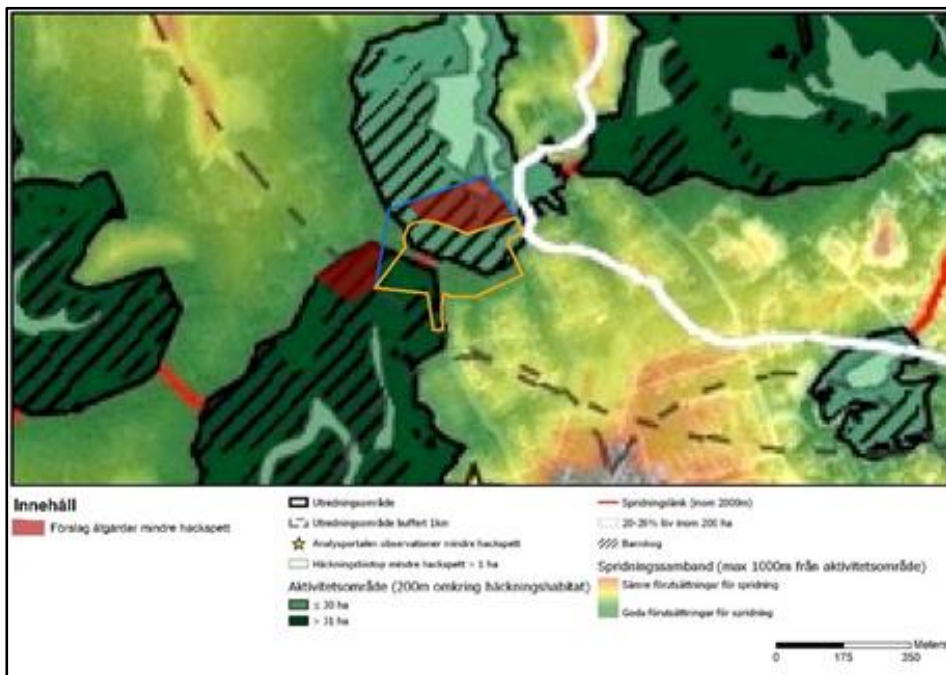 Innehåll
Förslag åtgärder mindre hackspett
Utredningsområde
Utredningsområde buffert 1km
Analysportalen observationer mindre hackspett
Häckningsbiotop mindre hackspett > 1 ha
Aktivitetsområde (200m omkring häckningshabitat)
≤ 30 ha
> 31 ha
Spridningslänk (inom 2000m)
20-26% löv inom 200 ha
Barrskog
Spridningssamband (max 1000m från aktivitetsområde)
Sämre förutsättningar för spridning
Goda förutsättningar för spridning
Meters
0 175 350